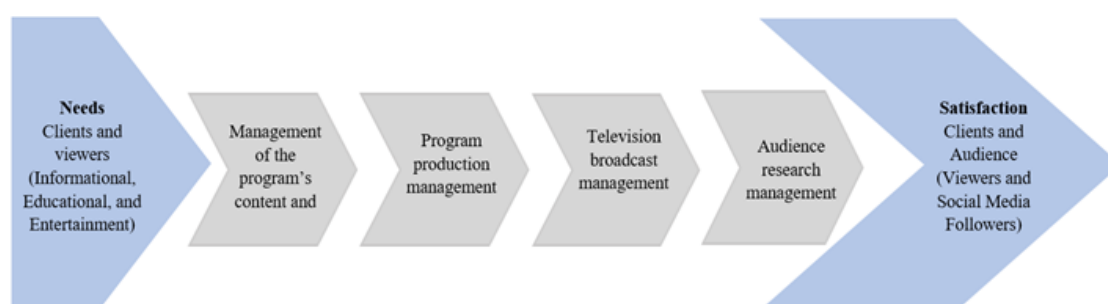 Needs
Clients and
viewers
(Informational,
Educational, and
Entertainment)
Management
of the
program's
content and
Program
production
management
Television
broadcast
management
Audience
research
management
Satisfaction
Clients and
Audience
(Viewers and
Social Media
Followers)